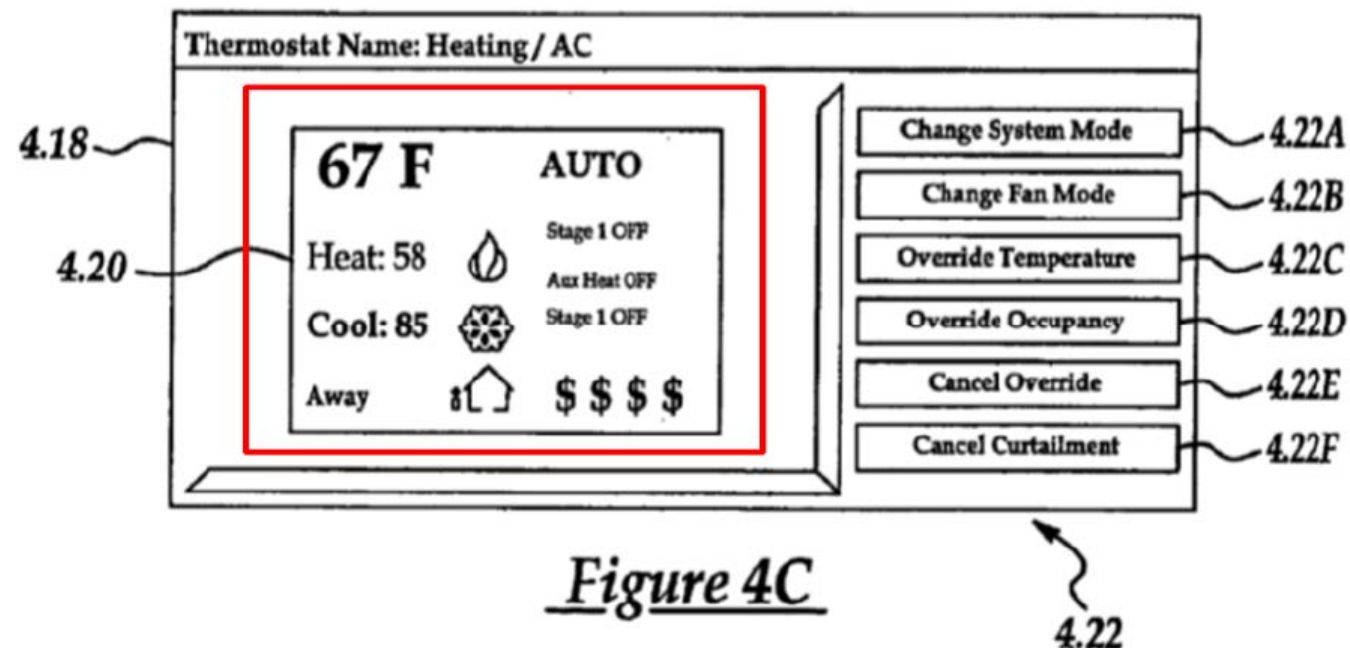 Thermostat Name: Heating / AC
4.18
67 F
AUTO
Change System Mode
4.22A
Change Fan Mode
4.22B
4.20
Heat: 58
Stage 1 OFF
Aux Heat OFF
Override Temperature
4.22C
Cool: 85
Stage 1 OFF
Override Occupancy
4.22D
Away
$ $ $ $
Cancel Override
4.22E
Cancel Curtailment
4.22F
Figure 4C
4.22